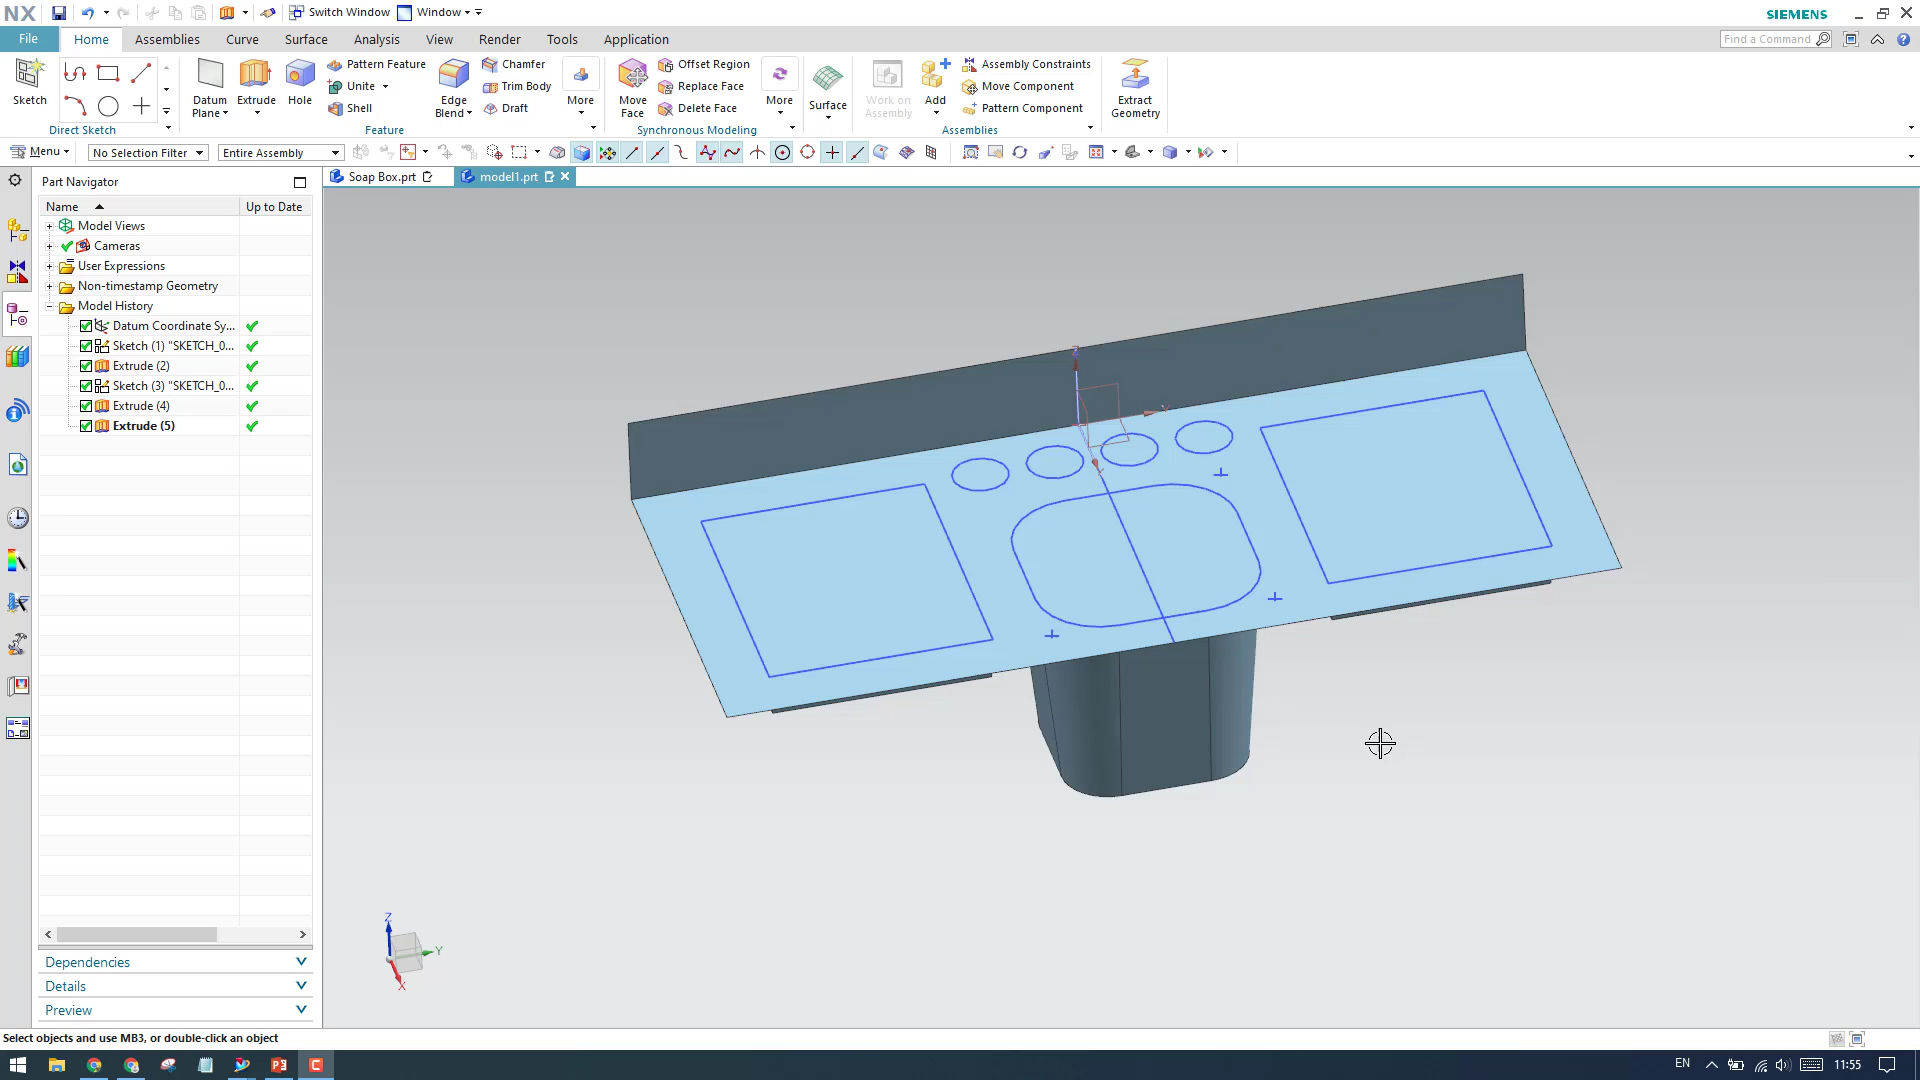 NX
Switch Window
Window
SIEMENS
File
Home
Assemblies
Curve
Surface
Analysis
View
Render
Tools
Application
Find a Command
Sketch
Direct Sketch
Datum
Plane
Extrude
Hole
Pattern Feature
Unite
Shell
Edge
Blend
Chamfer
Trim Body
Draft
More
Feature
Move
Face
Offset Region
Replace Face
Delete Face
More
Synchronous Modeling
Surface
Work on
Assembly
Add
Assembly Constraints
Move Component
Pattern Component
Assemblies
Extract
Geometry
Menu
No Selection Filter
Entire Assembly
Part Navigator
Soap Box.prt
model1.prt
Name
Up to Date
Model Views
Cameras
User Expressions
Non-timestamp Geometry
Model History
Datum Coordinate Sy...
Sketch (1) "SKETCH_0...
Extrude (2)
Sketch (3) "SKETCH_0...
Extrude (4)
Extrude (5)
Z
Y
X
Dependencies
Details
Preview
Select objects and use MB3, or double-click an object
EN
11:55